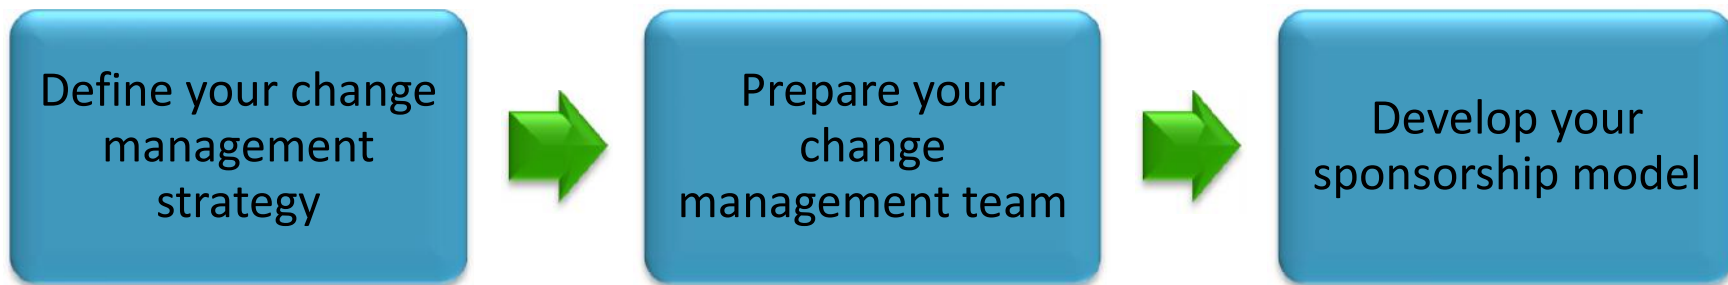 Define your change
management
strategy
Prepare your
change
management team
Develop your
sponsorship model